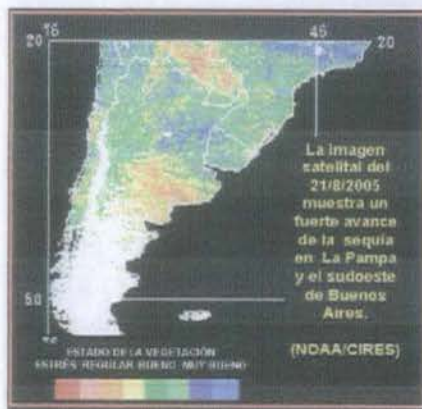 20 75 45 20
La imagen
satelital del
21/8/2005
muestra un
fuerte avance
de la sequía
en La Pampa
y el sudoeste
de Buenos
Aires.
50
(NOAA/CIRES)
ESTADO DE LA VEGETACIÓN
ESTRÉS REGULAR BUENO MUY BUENO